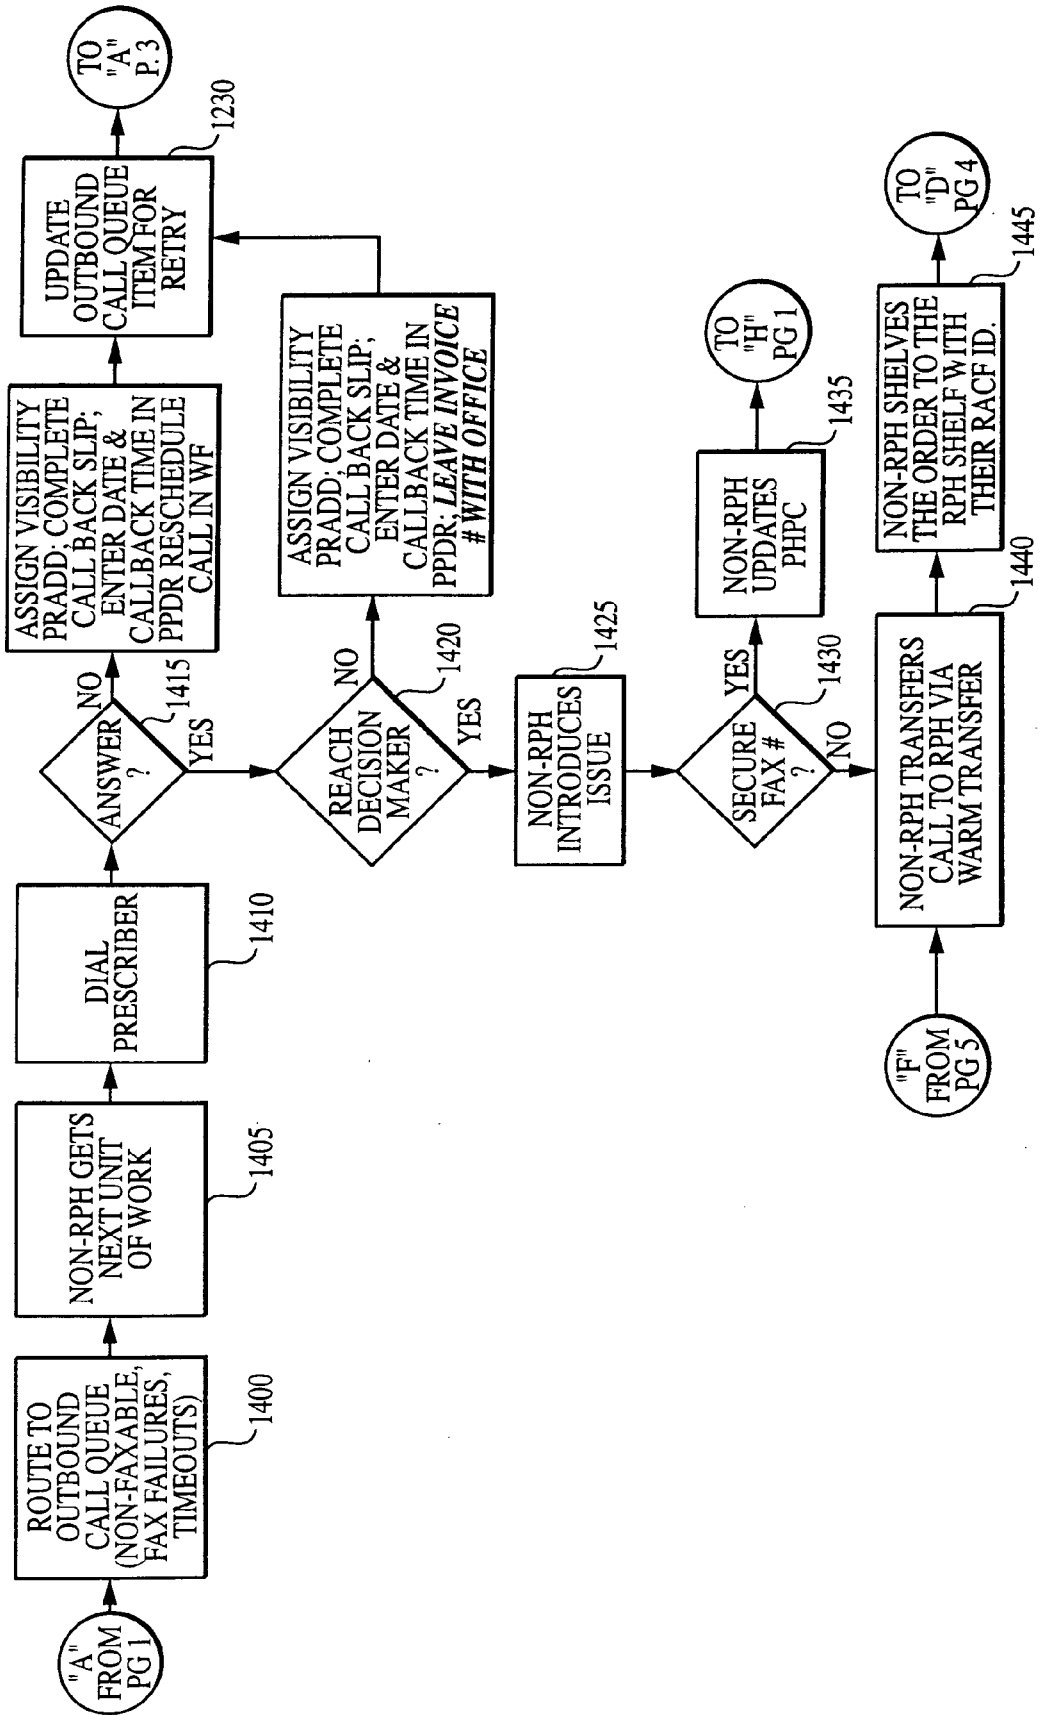 "A"
FROM
PG 1
ROUTE TO
OUTBOUND
CALL QUEUE
(NON-FAXABLE,
FAX FAILURES,
TIMEOUTS)
1400
NON-RPH GETS
NEXT UNIT
OF WORK
1405
DIAL
PRESCRIBER
1410
ANSWER
?
1415
NO
YES
ASSIGN VISIBILITY
PRADD; COMPLETE
CALL BACK SLIP;
ENTER DATE &
CALLBACK TIME IN
PPDR RESCHEDULE
CALL IN WF
UPDATE
OUTBOUND
CALL QUEUE
ITEM FOR
RETRY
1230
TO
"A"
P. 3
REACH
DECISION
MAKER
?
1420
NO
YES
ASSIGN VISIBILITY
PRADD; COMPLETE
CALL BACK SLIP;
ENTER DATE &
CALLBACK TIME IN
PPDR; LEAVE INVOICE
# WITH OFFICE
NON-RPH
INTRODUCES
ISSUE
1425
SECURE
FAX #
?
1430
YES
NO
NON-RPH
UPDATES
PHPC
1435
TO
"H"
PG 1
"F"
FROM
PG 5
NON-RPH TRANSFERS
CALL TO RPH VIA
WARM TRANSFER
1440
NON-RPH SHELVES
THE ORDER TO THE
RPH SHELF WITH
THEIR RACF ID.
1445
TO
"D"
PG 4